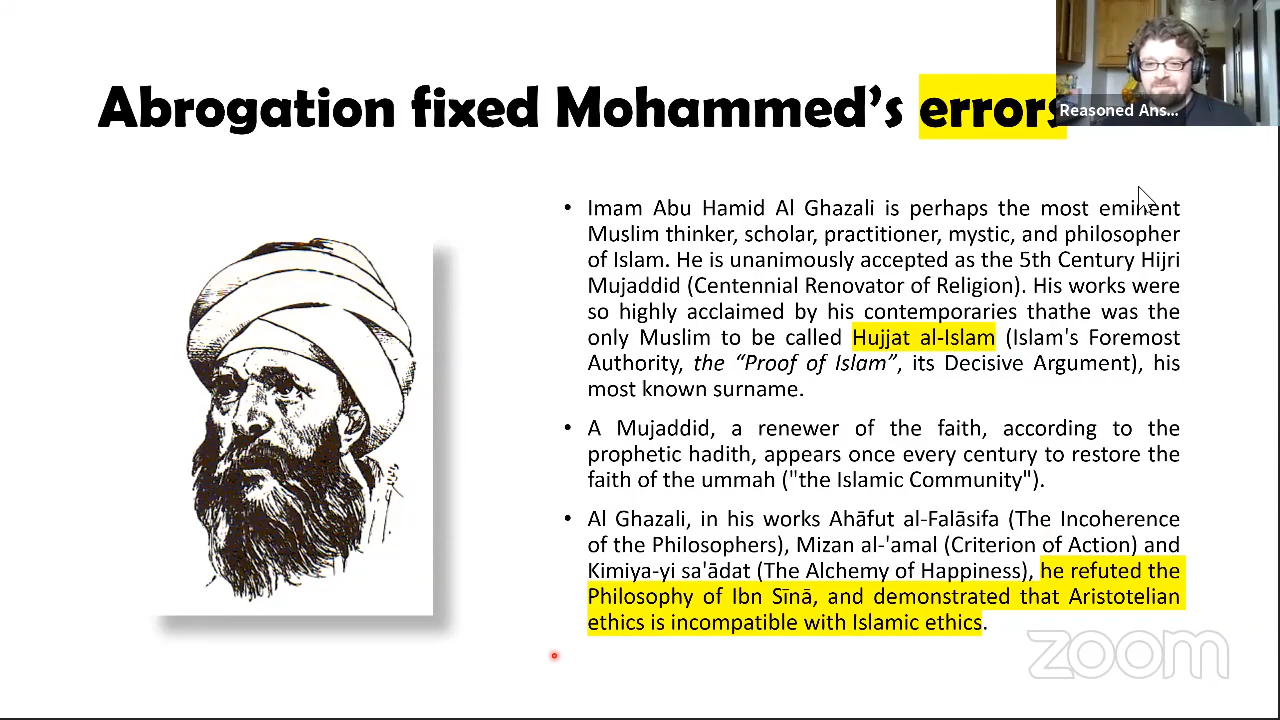 Abrogation fixed Mohammed’s errors
Reasoned Ans...
• Imam Abu Hamid Al Ghazali is perhaps the most eminent
Muslim thinker, scholar, practitioner, mystic, and philosopher
of Islam. He is unanimously accepted as the 5th Century Hijri
Mujaddid (Centennial Renovator of Religion). His works were
so highly acclaimed by his contemporaries thathe was the
only Muslim to be called Hujjat al-Islam (Islam's Foremost
Authority, the “Proof of Islam”, its Decisive Argument), his
most known surname.
• A Mujaddid, a renewer of the faith, according to the
prophetic hadith, appears once every century to restore the
faith of the ummah ("the Islamic Community").
• Al Ghazali, in his works Ahāfut al-Falāsifa (The Incoherence
of the Philosophers), Mizan al-'amal (Criterion of Action) and
Kimiya-yi sa'ādat (The Alchemy of Happiness), he refuted the
Philosophy of Ibn Sīnā, and demonstrated that Aristotelian
ethics is incompatible with Islamic ethics.
zoom